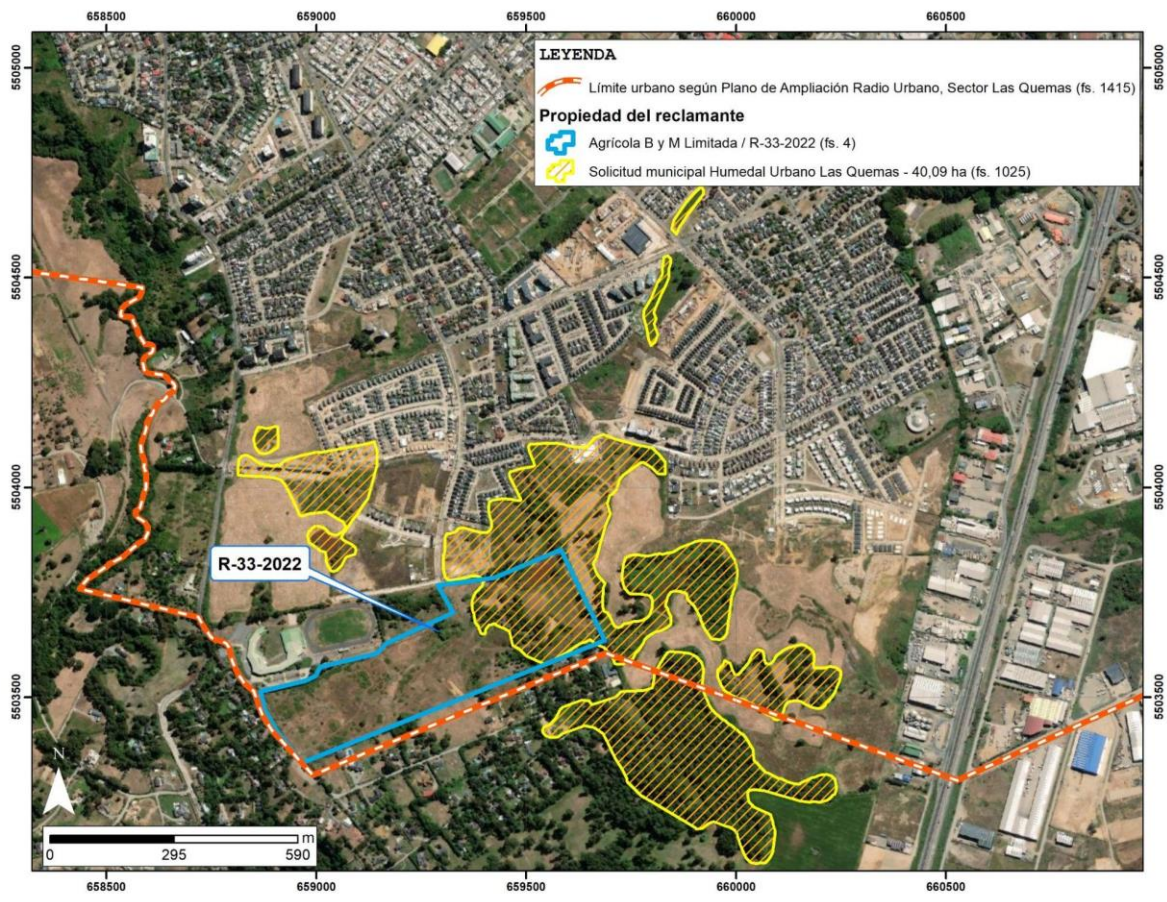 658500 659000 659500 660000 660500
LEYENDA
Límite urbano según Plano de Ampliación Radio Urbano, Sector Las Quemas (fs. 1415)
Propiedad del reclamante
Agrícola B y M Limitada / R-33-2022 (fs. 4)
Solicitud municipal Humedal Urbano Las Quemas - 40,09 ha (fs. 1025)
5505000 5505000
5504500 5504500
5504000 5504000
R-33-2022
5503500 5503500
N
m
0 295 590
658500 659000 659500 660000 660500